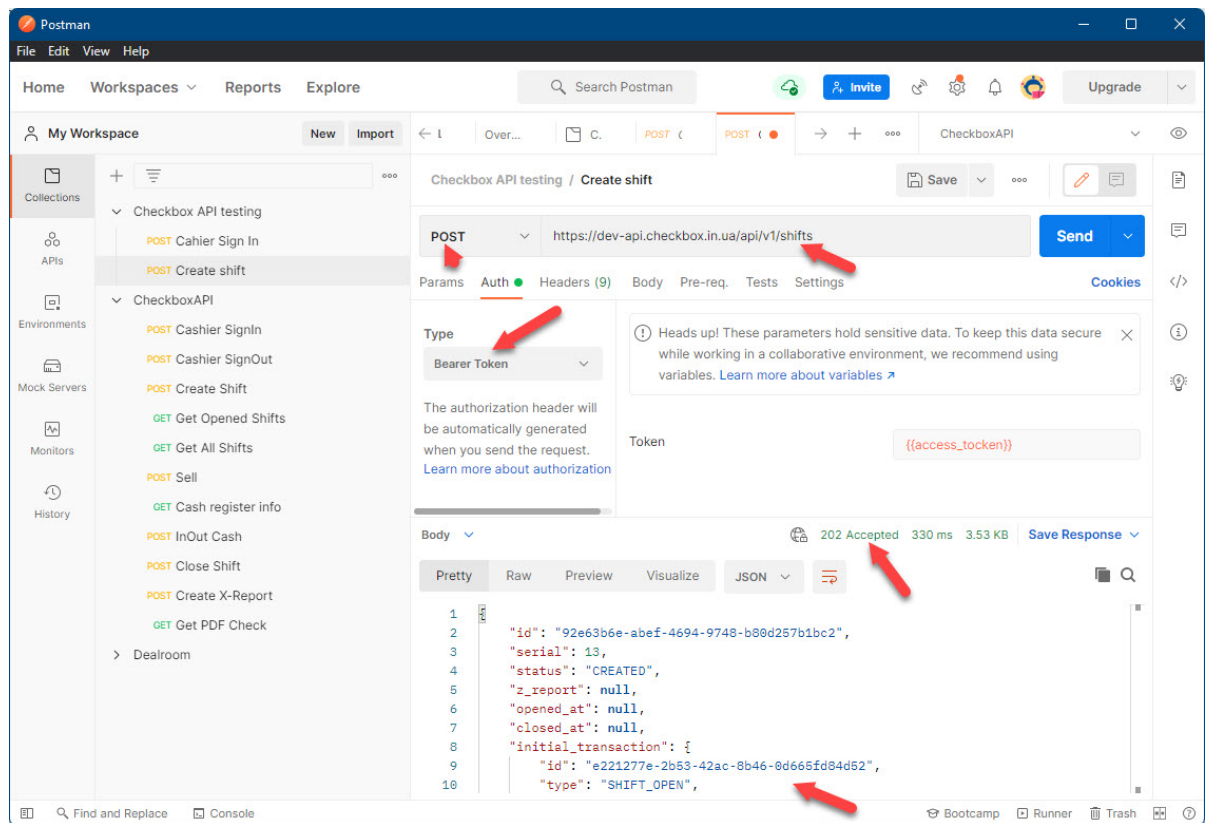 Postman
File Edit View Help
Home Workspaces Reports Explore Search Postman Invite Upgrade
My Workspace New Import Over... C. POST POST CheckboxAPI
Collections
APIs
Environments
Mock Servers
Monitors
History
Checkbox API testing
POST Cahier Sign In
POST Create shift
CheckboxAPI
POST Cashier SignIn
POST Cashier SignOut
POST Create Shift
GET Get Opened Shifts
GET Get All Shifts
POST Sell
GET Cash register info
POST InOut Cash
POST Close Shift
POST Create X-Report
GET Get PDF Check
Dealroom
Checkbox API testing / Create shift Save
POST https://dev-api.checkbox.in.ua/api/v1/shifts Send
Params Auth Headers (9) Body Pre-req. Tests Settings Cookies
Type
Bearer Token
The authorization header will
be automatically generated
when you send the request.
Learn more about authorization
Heads up! These parameters hold sensitive data. To keep this data secure
while working in a collaborative environment, we recommend using
variables. Learn more about variables
Token {{access_tocken}}
Body 202 Accepted 330 ms 3.53 KB Save Response
Pretty Raw Preview Visualize JSON
1 {
2 "id": "92e63b6e-abef-4694-9748-b80d257b1bc2",
3 "serial": 13,
4 "status": "CREATED",
5 "z_report": null,
6 "opened_at": null,
7 "closed_at": null,
8 "initial_transaction": {
9 "id": "e221277e-2b53-42ac-8b46-0d665fd84d52",
10 "type": "SHIFT_OPEN",
Find and Replace Console Bootcamp Runner Trash